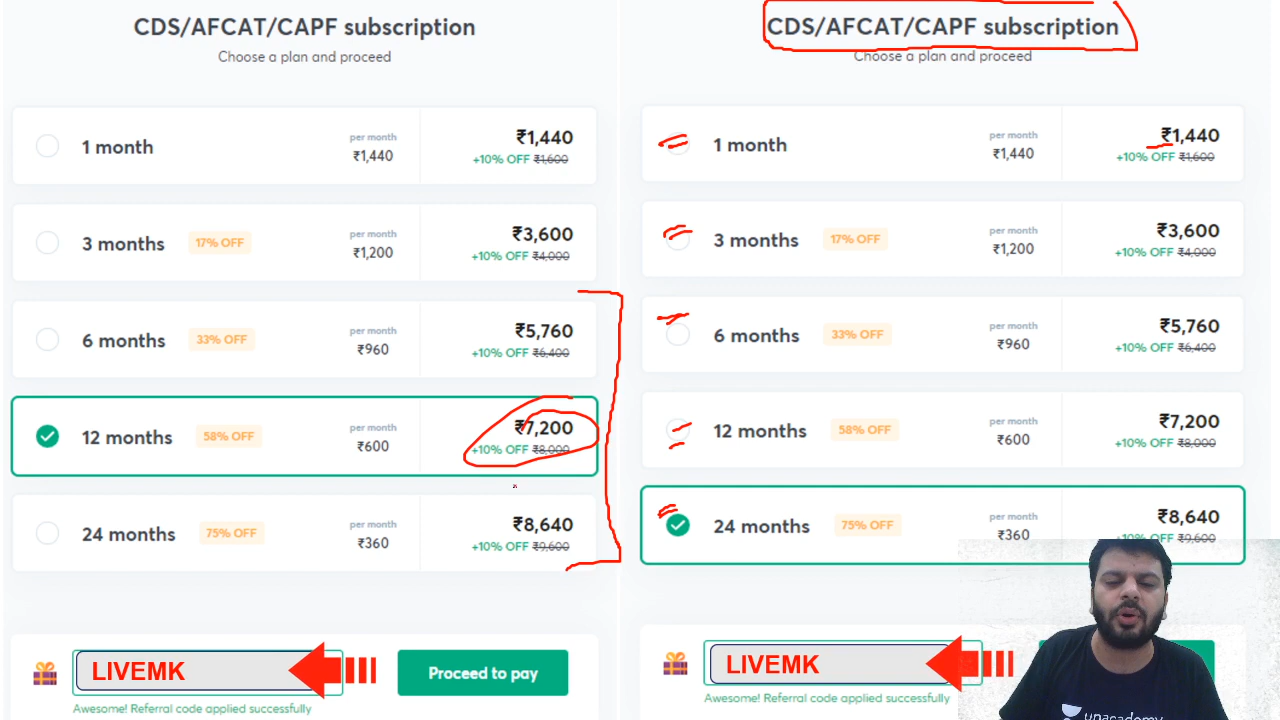 CDS/AFCAT/CAPF subscription
Choose a plan and proceed
1 month
per month
₹1,440
₹1,440
+10% OFF ₹1,600
3 months
17% OFF
per month
₹1,200
₹3,600
+10% OFF ₹4,000
6 months
33% OFF
per month
₹960
₹5,760
+10% OFF ₹6,400
12 months
58% OFF
per month
₹600
₹7,200
+10% OFF ₹8,000
24 months
75% OFF
per month
₹360
₹8,640
+10% OFF ₹9,600
LIVEMK
Proceed to pay
Awesome! Referral code applied successfully
CDS/AFCAT/CAPF subscription
Choose a plan and proceed
1 month
per month
₹1,440
₹1,440
+10% OFF ₹1,600
3 months
17% OFF
per month
₹1,200
₹3,600
+10% OFF ₹4,000
6 months
33% OFF
per month
₹960
₹5,760
+10% OFF ₹6,400
12 months
58% OFF
per month
₹600
₹7,200
+10% OFF ₹8,000
24 months
75% OFF
per month
₹360
₹8,640
+10% OFF ₹9,600
LIVEMK
Awesome! Referral code applied successfully
unacademy